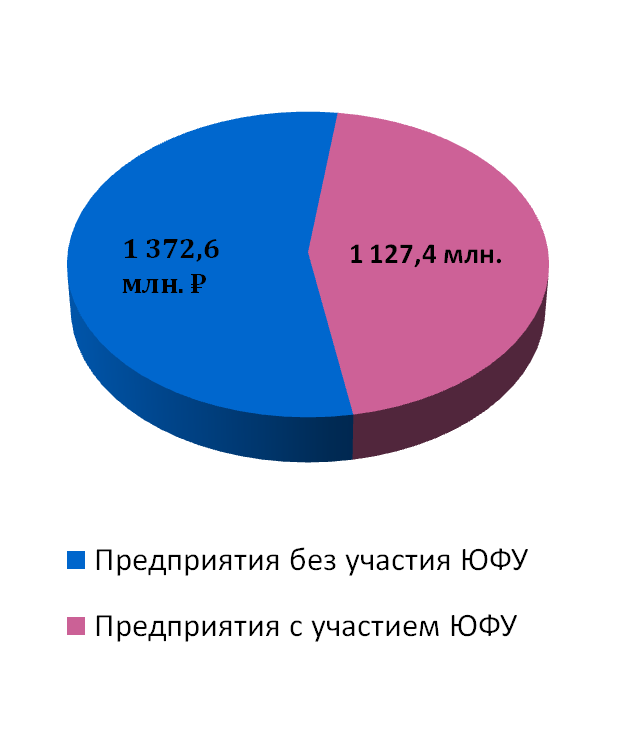 1 372,6
млн. ₽
1 127,4 млн.
Предприятия без участия ЮФУ
Предприятия с участием ЮФУ